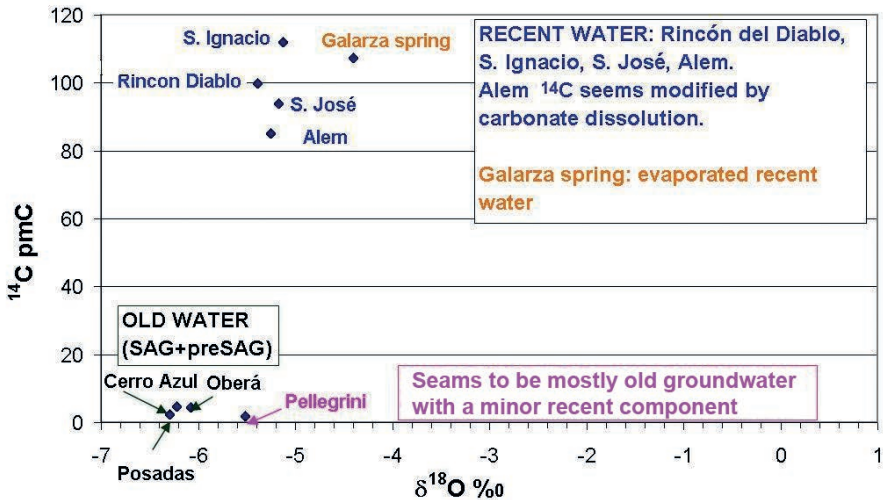 120
100
80
60
40
20
0
¹⁴C pmC
S. Ignacio
Galarza spring
Rincon Diablo
S. José
Alem
RECENT WATER: Rincón del Diablo,
S. Ignacio, S. José, Alem.
Alem ¹⁴C seems modified by
carbonate dissolution.
Galarza spring: evaporated recent
water
OLD WATER
(SAG+preSAG)
Cerro Azul
Oberá
Pellegrini
Posadas
Seams to be mostly old groundwater
with a minor recent component
-7 -6 -5 -4 -3 -2 -1 0 1
δ¹⁸O ‰